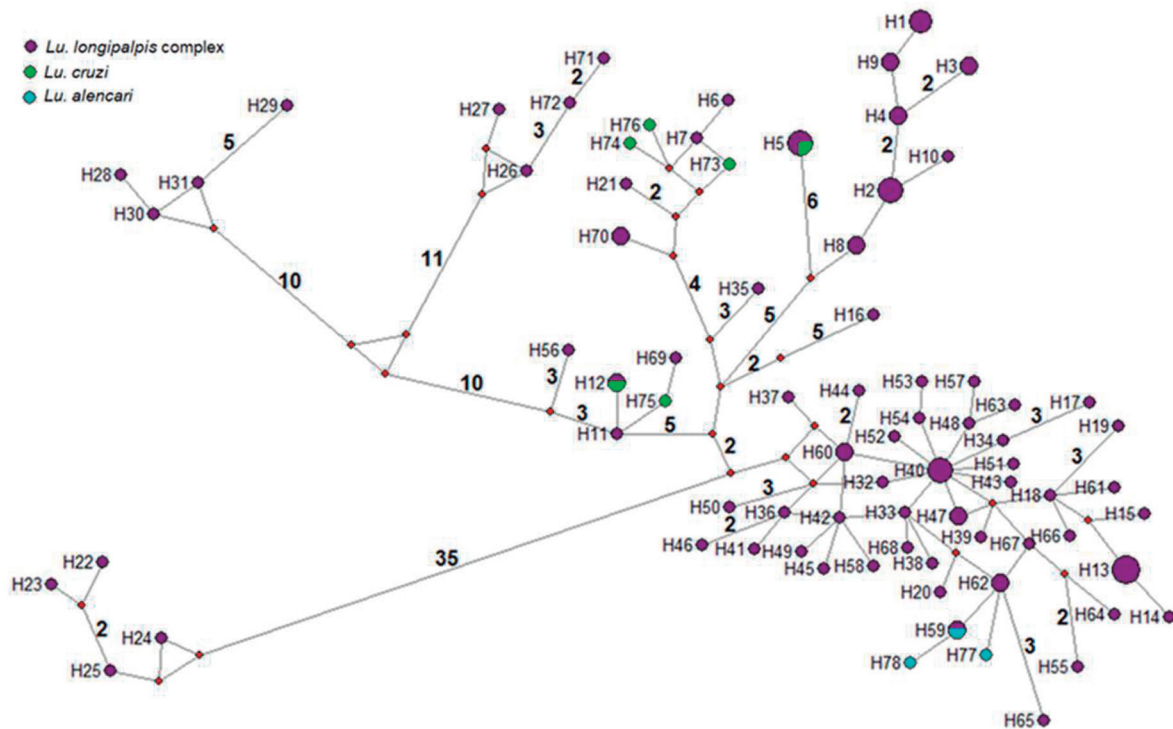 Lu. longipalpis complex
Lu. cruzi
Lu. alencari
H1
H9
H3
2
H4
2
H10
H2
H8
H71
2
H72
3
H27
H26
H29
5
H28
H31
H30
H6
H76
H7
H74
H73
H5
H21
2
6
H70
11
10
4
H35
3
5
H16
5
2
H56
H69
3
H12
H75
10
3
H11
5
2
H37
H44
2
H53
H57
H54
H63
H48
H17
3
H52
H34
H19
H60
H40
H51
3
H32
H43
H61
3
H18
H50
H36
H42
H33
H47
H15
2
H39
H66
H46
H41
H49
H68
H67
H45
H58
H38
H13
H62
H20
H64
H14
2
H59
H77
3
H55
H78
H65
35
H22
H23
2
H24
H25